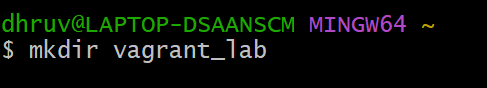 dhruv@LAPTOP-DSAANSCM MINGW64 ~
$ mkdir vagrant_lab